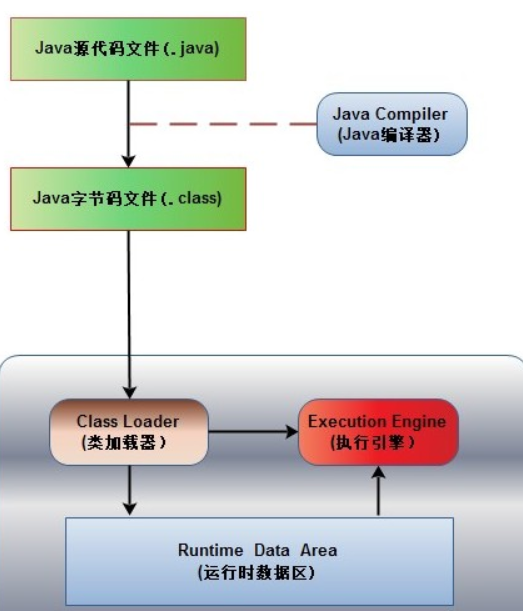 Java源代码文件(.java)
Java Compiler
(Java编译器)
Java字节码文件(.class)
Class Loader
(类加载器)
Execution Engine
(执行引擎)
Runtime Data Area
(运行时数据区)